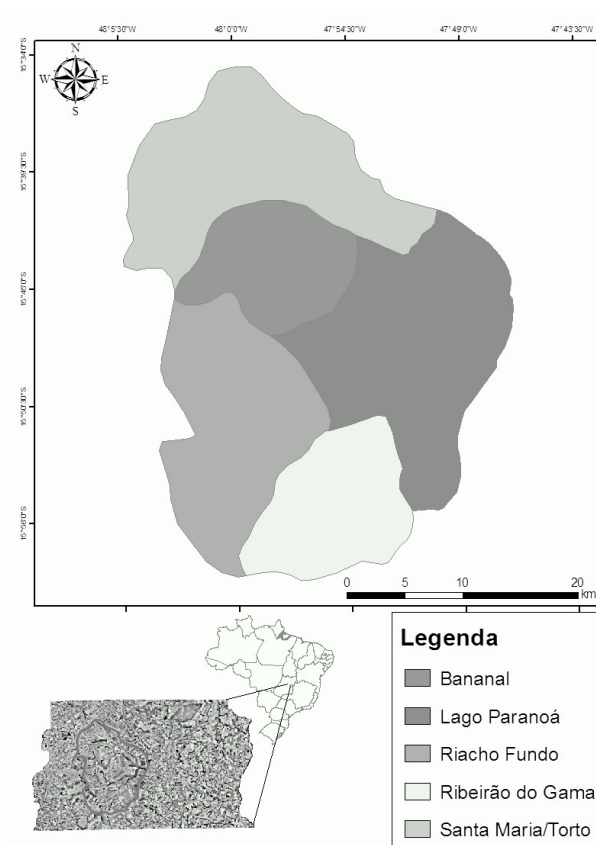 48°5'30"W 48°0'0"W 47°54'30"W 47°49'0"W 47°43'30"W
15°34'0"S
N
W E
S
15°39'30"S
15°45'0"S
15°50'30"S
15°56'0"S
0 5 10 20
km
Legenda
Bananal
Lago Paranoá
Riacho Fundo
Ribeirão do Gama
Santa Maria/Torto